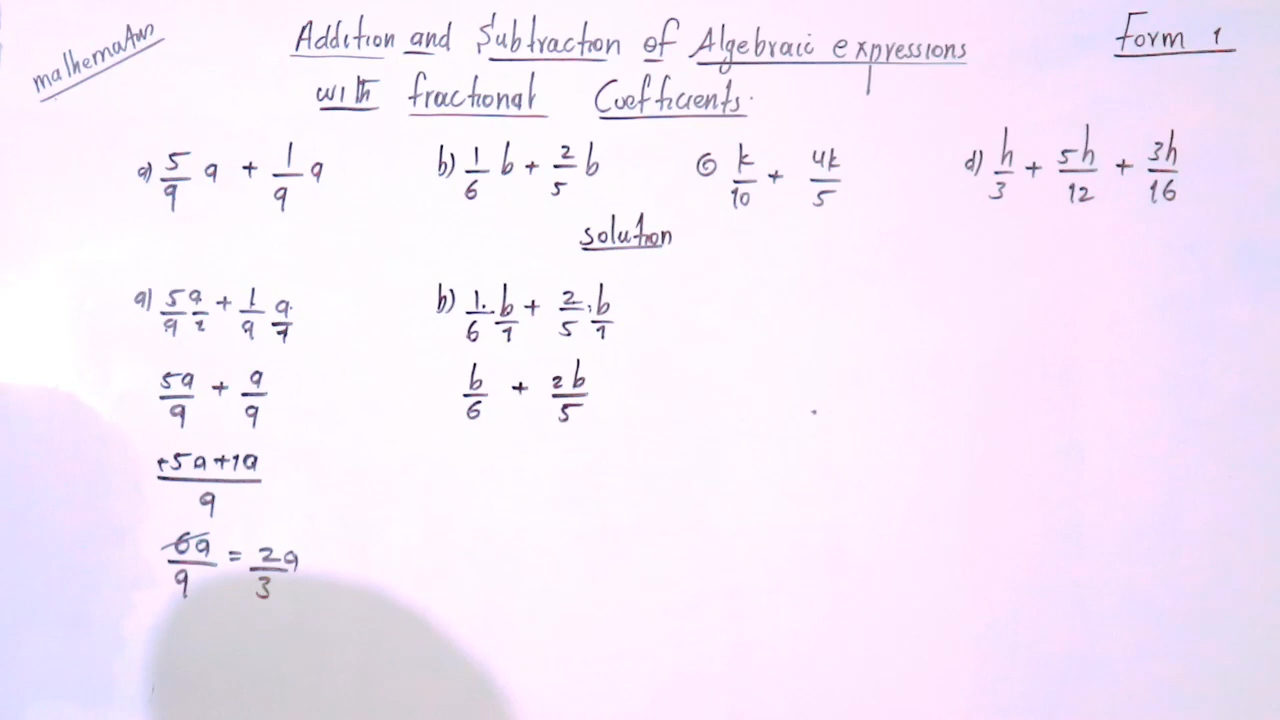 mathematics
Addition and Subtraction of Algebraic expressions
Form 1
with fractional Coefficients.
a) 5/9 a + 1/9 a
b) 1/6 b + 2/5 b
c) k/10 + 4k/5
d) h/3 + 5h/12 + 3h/16
solution
a) 5/9 a/1 + 1/9 a/1
5a/9 + a/9
+5a+1a/9
6a/9 = 2a/3
b) 1/6 . b/1 + 2/5 . b/1
b/6 + 2b/5